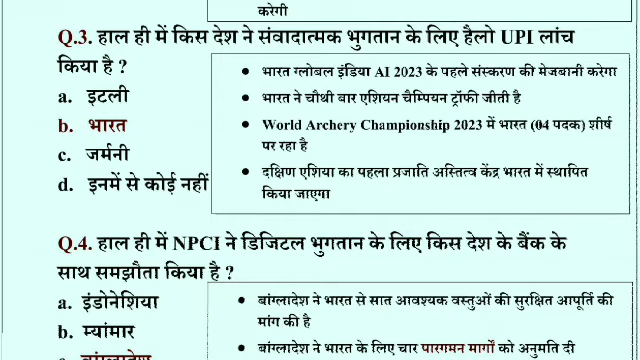 करेगी
Q.3. हाल ही में किस देश ने संवादात्मक भुगतान के लिए हैलो UPI लांच
किया है ?
a. इटली
b. भारत
c. जर्मनी
d. इनमें से कोई नहीं
• भारत ग्लोबल इंडिया AI 2023 के पहले संस्करण की मेजबानी करेगा
• भारत ने चौथी बार एशियन चैम्पियन ट्रॉफी जीती है
• World Archery Championship 2023 में भारत (04 पदक) शीर्ष
पर रहा है
• दक्षिण एशिया का पहला प्रजाति अस्तित्व केंद्र भारत में स्थापित
किया जाएगा
Q.4. हाल ही में NPCI ने डिजिटल भुगतान के लिए किस देश के बैंक के
साथ समझौता किया है ?
a. इंडोनेशिया
b. म्यांमार
c. बांग्लादेश
• बांग्लादेश ने भारत से सात आवश्यक वस्तुओं की सुरक्षित आपूर्ति की
मांग की है
• बांग्लादेश ने भारत के लिए चार पारगमन मार्गों को अनुमति दी